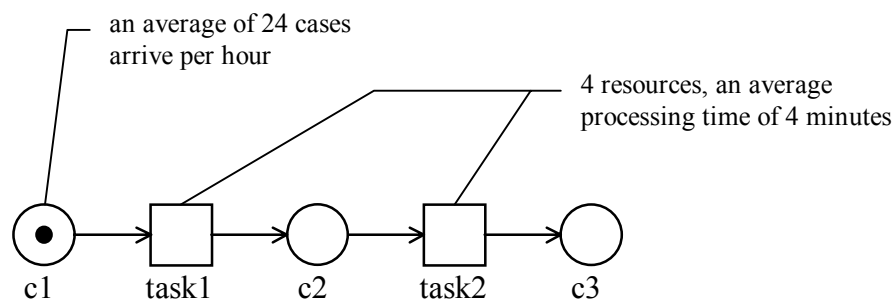 an average of 24 cases
arrive per hour
4 resources, an average
processing time of 4 minutes
c1
task1
c2
task2
c3